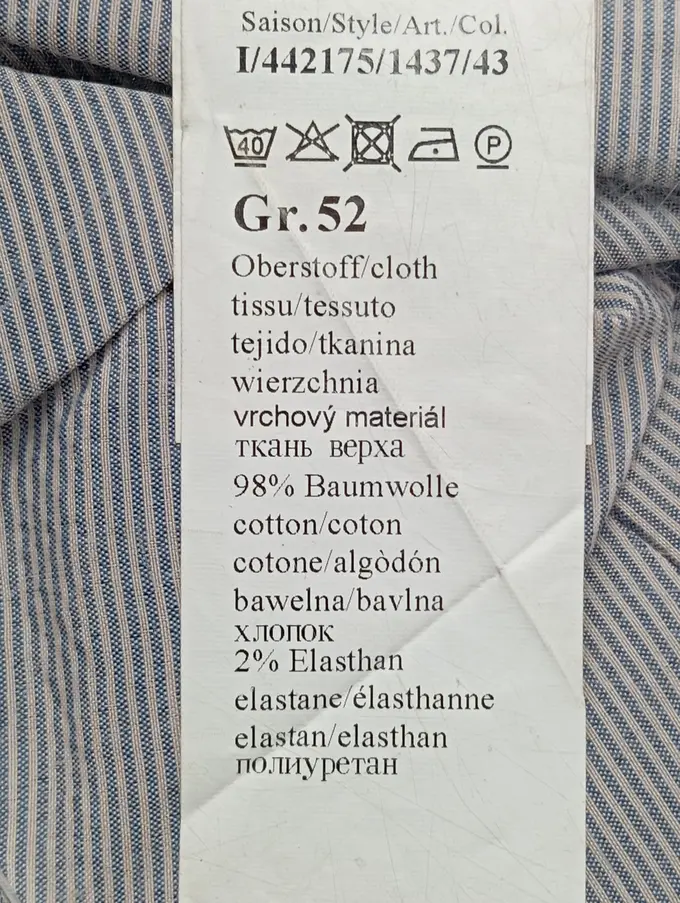 Saison/Style/Art./Col.
I/442175/1437/43
40 P
Gr. 52
Oberstoff/cloth
tissu/tessuto
tejido/tkanina
wierzchnia
vrchový materiál
ткань верха
98% Baumwolle
cotton/coton
cotone/algòdón
bawelna/bavlna
хлопок
2% Elasthan
elastane/élasthanne
elastan/elasthan
полиуретан